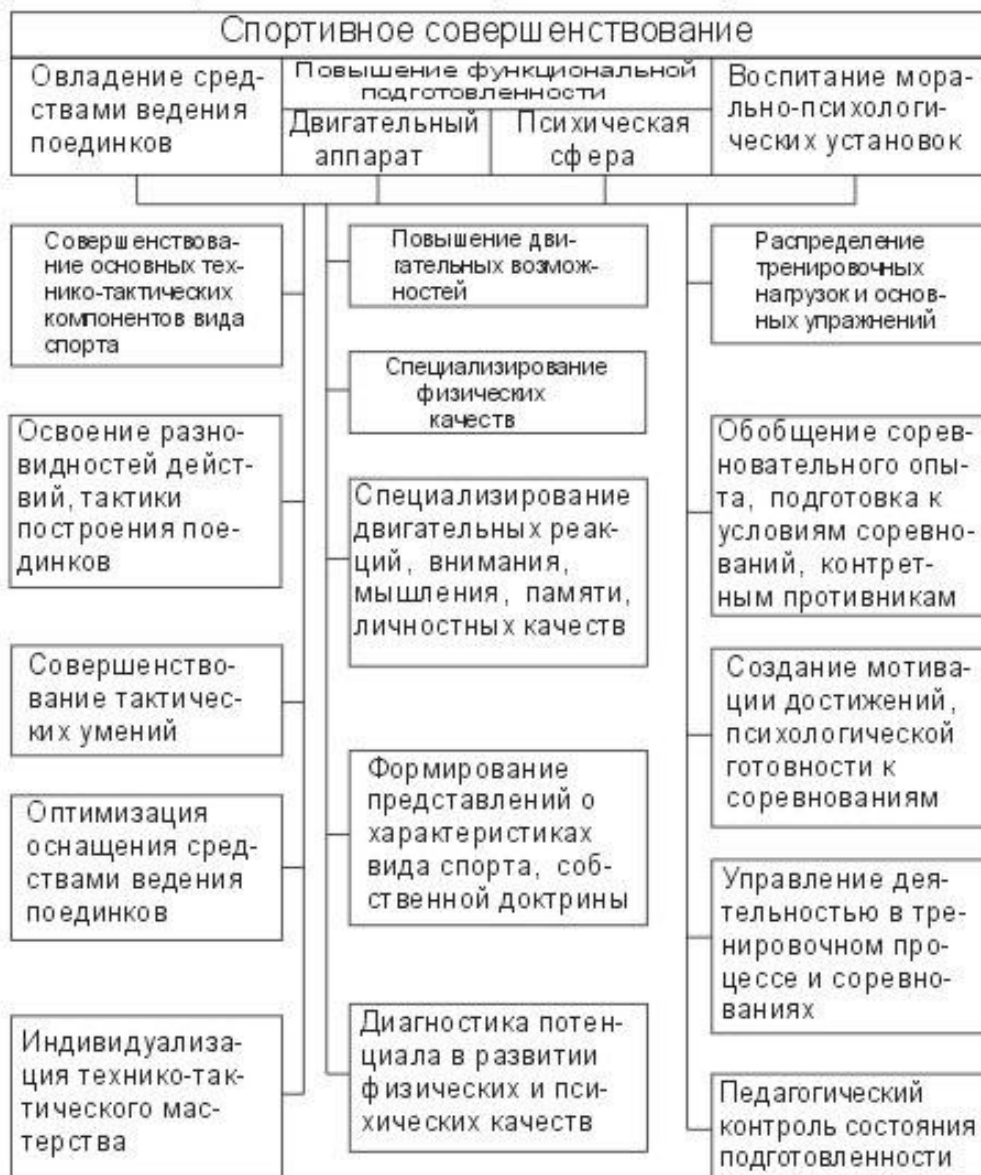 Спортивное совершенствование
Овладение сред-
ствами ведения
поединков
Повышение функциональной
подготовленности
Двигательный
аппарат
Психическая
сфера
Воспитание мора-
льно-психологи-
ческих установок
Совершенствова-
ние основных тех-
нико-тактических
компонентов вида
спорта
Освоение разно-
видностей дейст-
вий, тактики
построения пое-
динков
Совершенство-
вание тактичес-
ких умений
Оптимизация
оснащения сред-
ствами ведения
поединков
Индивидуализа-
ция технико-так-
тического мас-
терства
Повышение дви-
гательных возмож-
ностей
Специализирование
физических
качеств
Специализирование
двигательных реак-
ций, внимания,
мышления, памяти,
личностных качеств
Формирование
представлений о
характеристиках
вида спорта, соб-
ственной доктрины
Диагностика потен-
циала в развитии
физических и пси-
хических качеств
Распределение
тренировочных
нагрузок и основ-
ных упражнений
Обобщение сорев-
новательного опы-
та, подготовка к
условиям соревно-
ваний, контрет-
ным противникам
Создание мотива-
ции достижений,
психологической
готовности к
соревнованиям
Управление дея-
тельностью в тре-
нировочном про-
цессе и соревно-
ваниях
Педагогический
контроль состояния
подготовленности